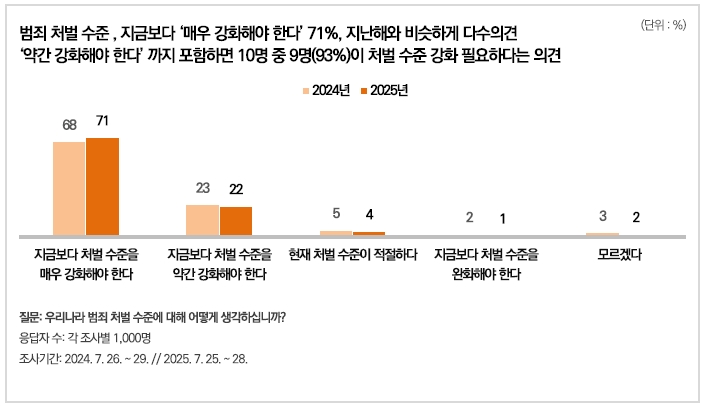 범죄 처벌 수준 , 지금보다 ‘매우 강화해야 한다’ 71%, 지난해와 비슷하게 다수의견
(단위 : %)
‘약간 강화해야 한다’ 까지 포함하면 10명 중 9명(93%)이 처벌 수준 강화 필요하다는 의견
2024년 2025년
68 71
23 22
5 4
2 1
3 2
지금보다 처벌 수준을
매우 강화해야 한다
지금보다 처벌 수준을
약간 강화해야 한다
현재 처벌 수준이 적절하다
지금보다 처벌 수준을
완화해야 한다
모르겠다
질문: 우리나라 범죄 처벌 수준에 대해 어떻게 생각하십니까?
응답자 수: 각 조사별 1,000명
조사기간: 2024. 7. 26. ~ 29. // 2025. 7. 25. ~ 28.